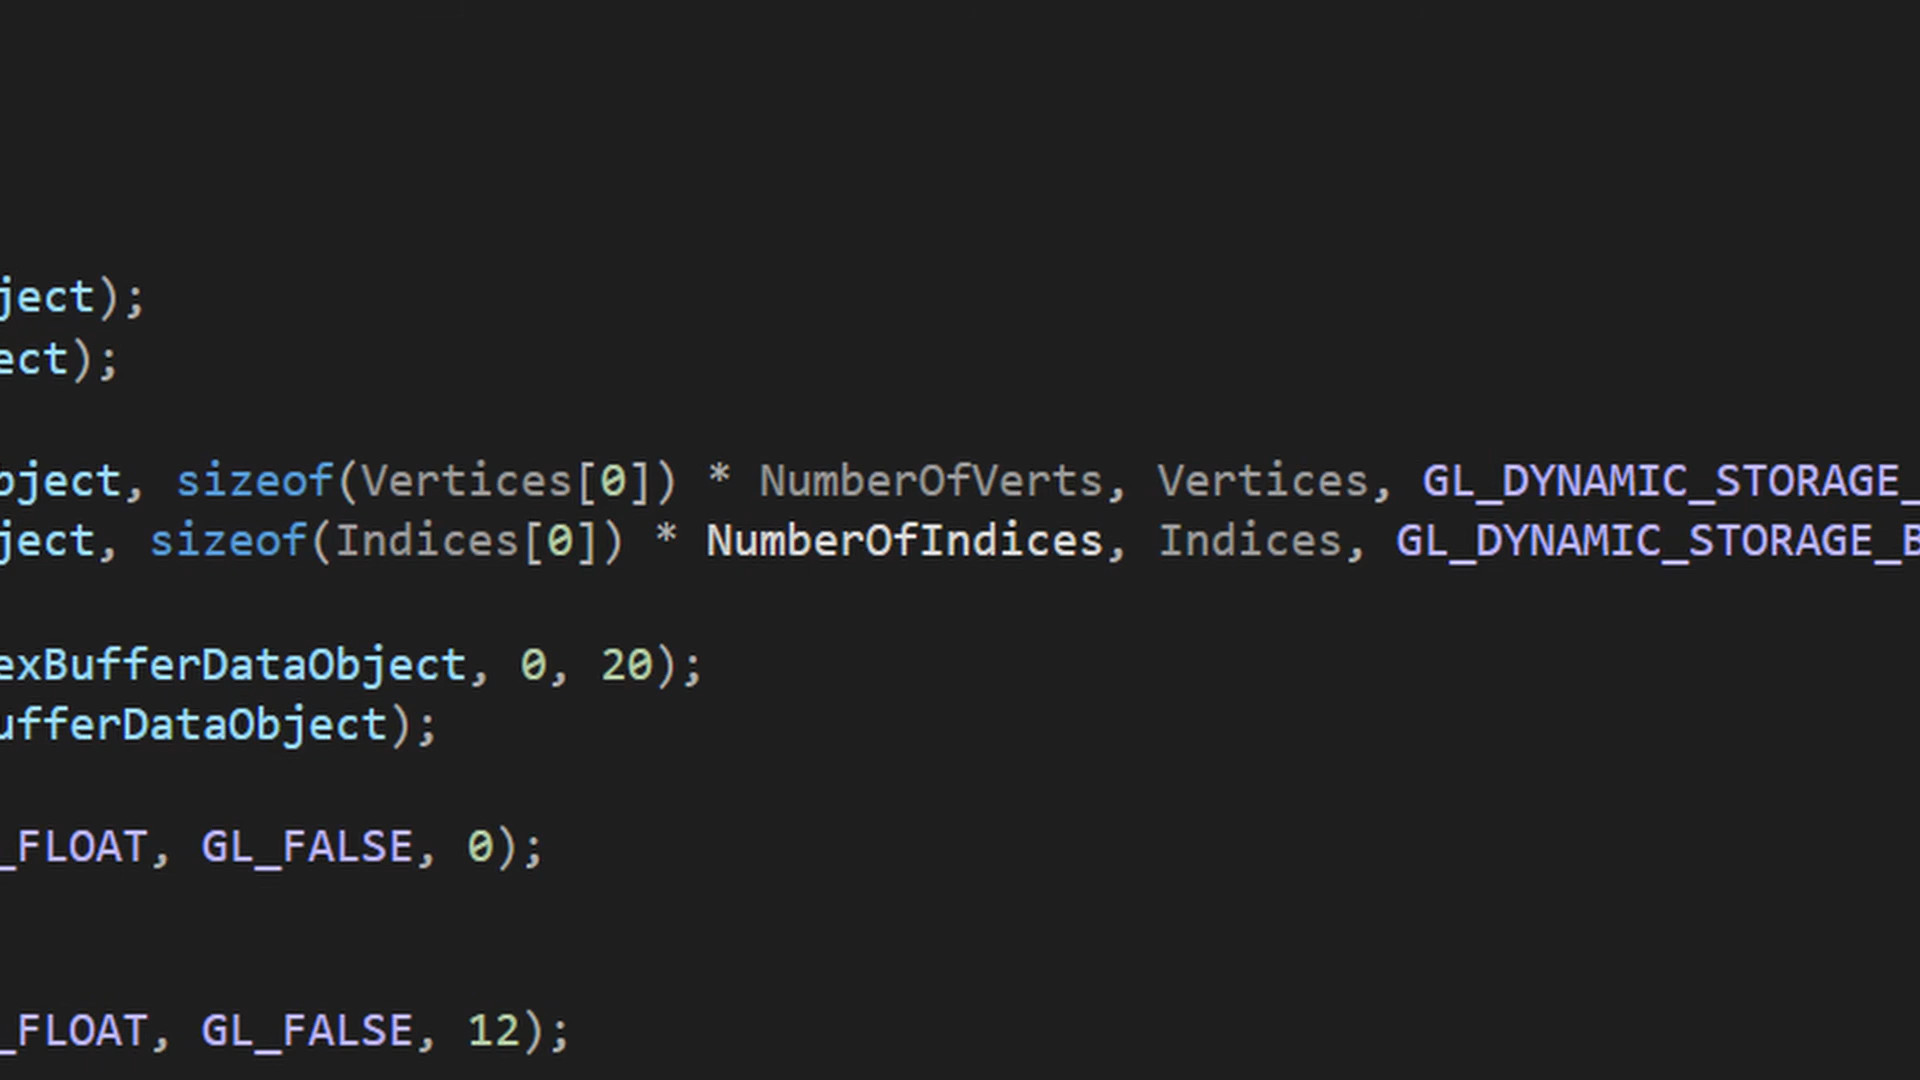 ject);
ect);
bject, sizeof(Vertices[0]) * NumberOfVerts, Vertices, GL_DYNAMIC_STORAGE_
ject, sizeof(Indices[0]) * NumberOfIndices, Indices, GL_DYNAMIC_STORAGE_B
exBufferDataObject, 0, 20);
ufferDataObject);
_FLOAT, GL_FALSE, 0);
_FLOAT, GL_FALSE, 12);